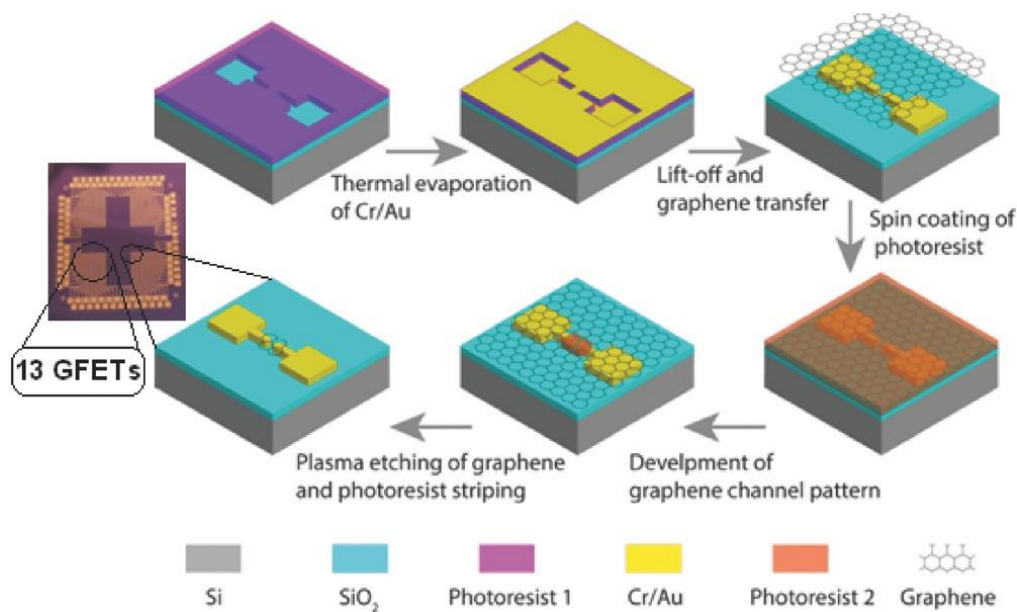 Thermal evaporation
of Cr/Au
Lift-off and
graphene transfer
Spin coating of
photoresist
13 GFETs
Plasma etching of graphene
and photoresist striping
Develpment of
graphene channel pattern
Si
SiO₂
Photoresist 1
Cr/Au
Photoresist 2
Graphene